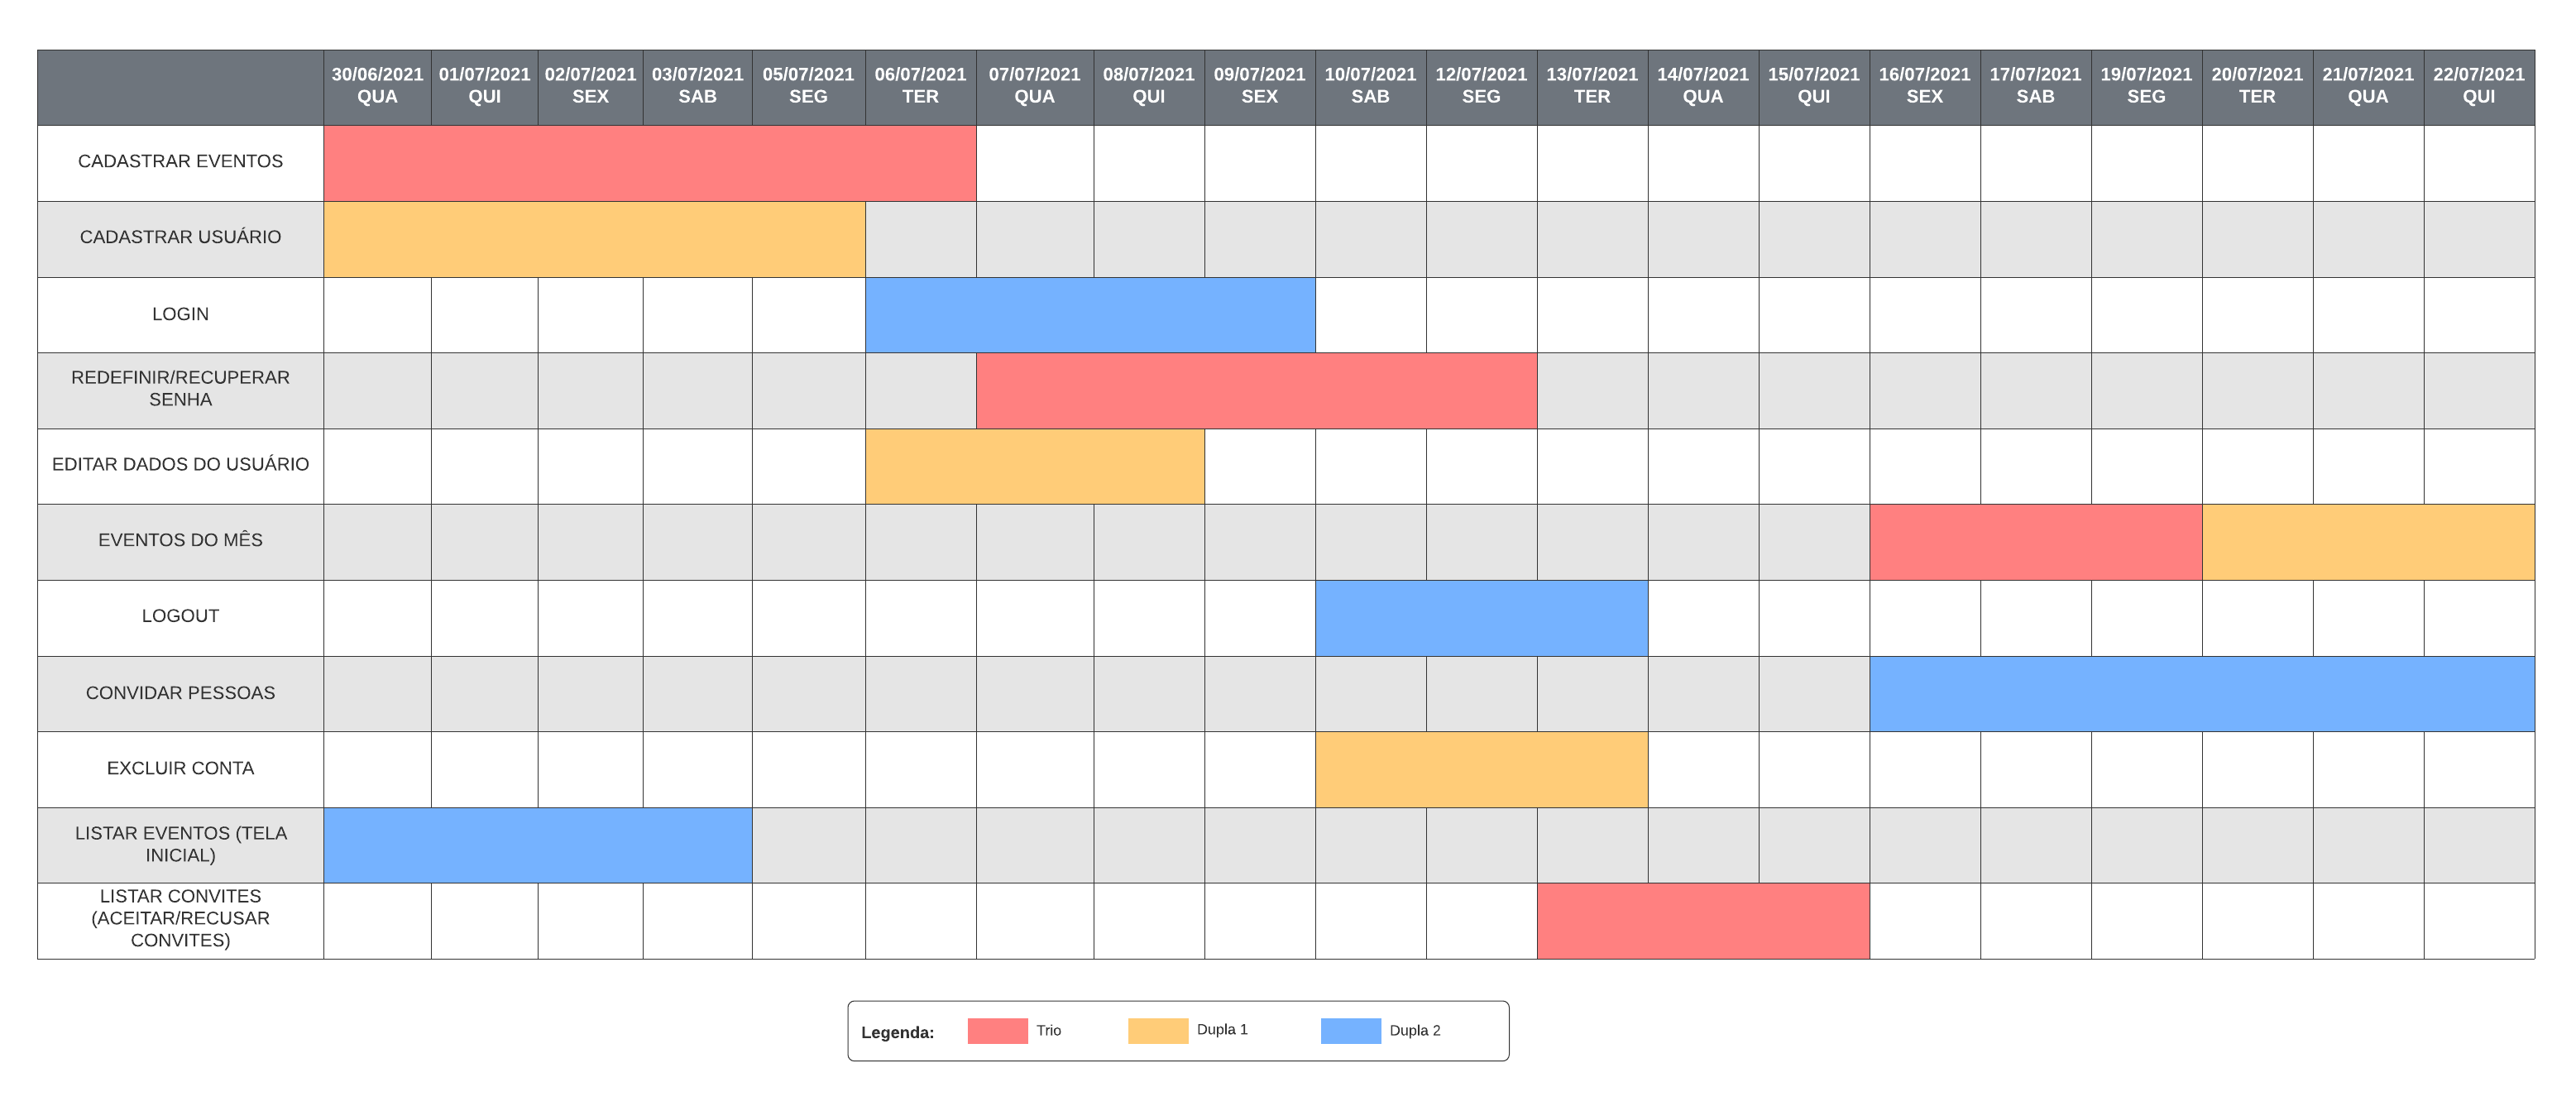 30/06/2021 01/07/2021 02/07/2021 03/07/2021 05/07/2021 06/07/2021 07/07/2021 08/07/2021 09/07/2021 10/07/2021 12/07/2021 13/07/2021 14/07/2021 15/07/2021 16/07/2021 17/07/2021 19/07/2021 20/07/2021 21/07/2021 22/07/2021
QUA QUI SEX SAB SEG TER QUA QUI SEX SAB SEG TER QUA QUI SEX SAB SEG TER QUA QUI
CADASTRAR EVENTOS
CADASTRAR USUÁRIO
LOGIN
REDEFINIR/RECUPERAR
SENHA
EDITAR DADOS DO USUÁRIO
EVENTOS DO MÊS
LOGOUT
CONVIDAR PESSOAS
EXCLUIR CONTA
LISTAR EVENTOS (TELA
INICIAL)
LISTAR CONVITES
(ACEITAR/RECUSAR
CONVITES)
Legenda: Trio Dupla 1 Dupla 2